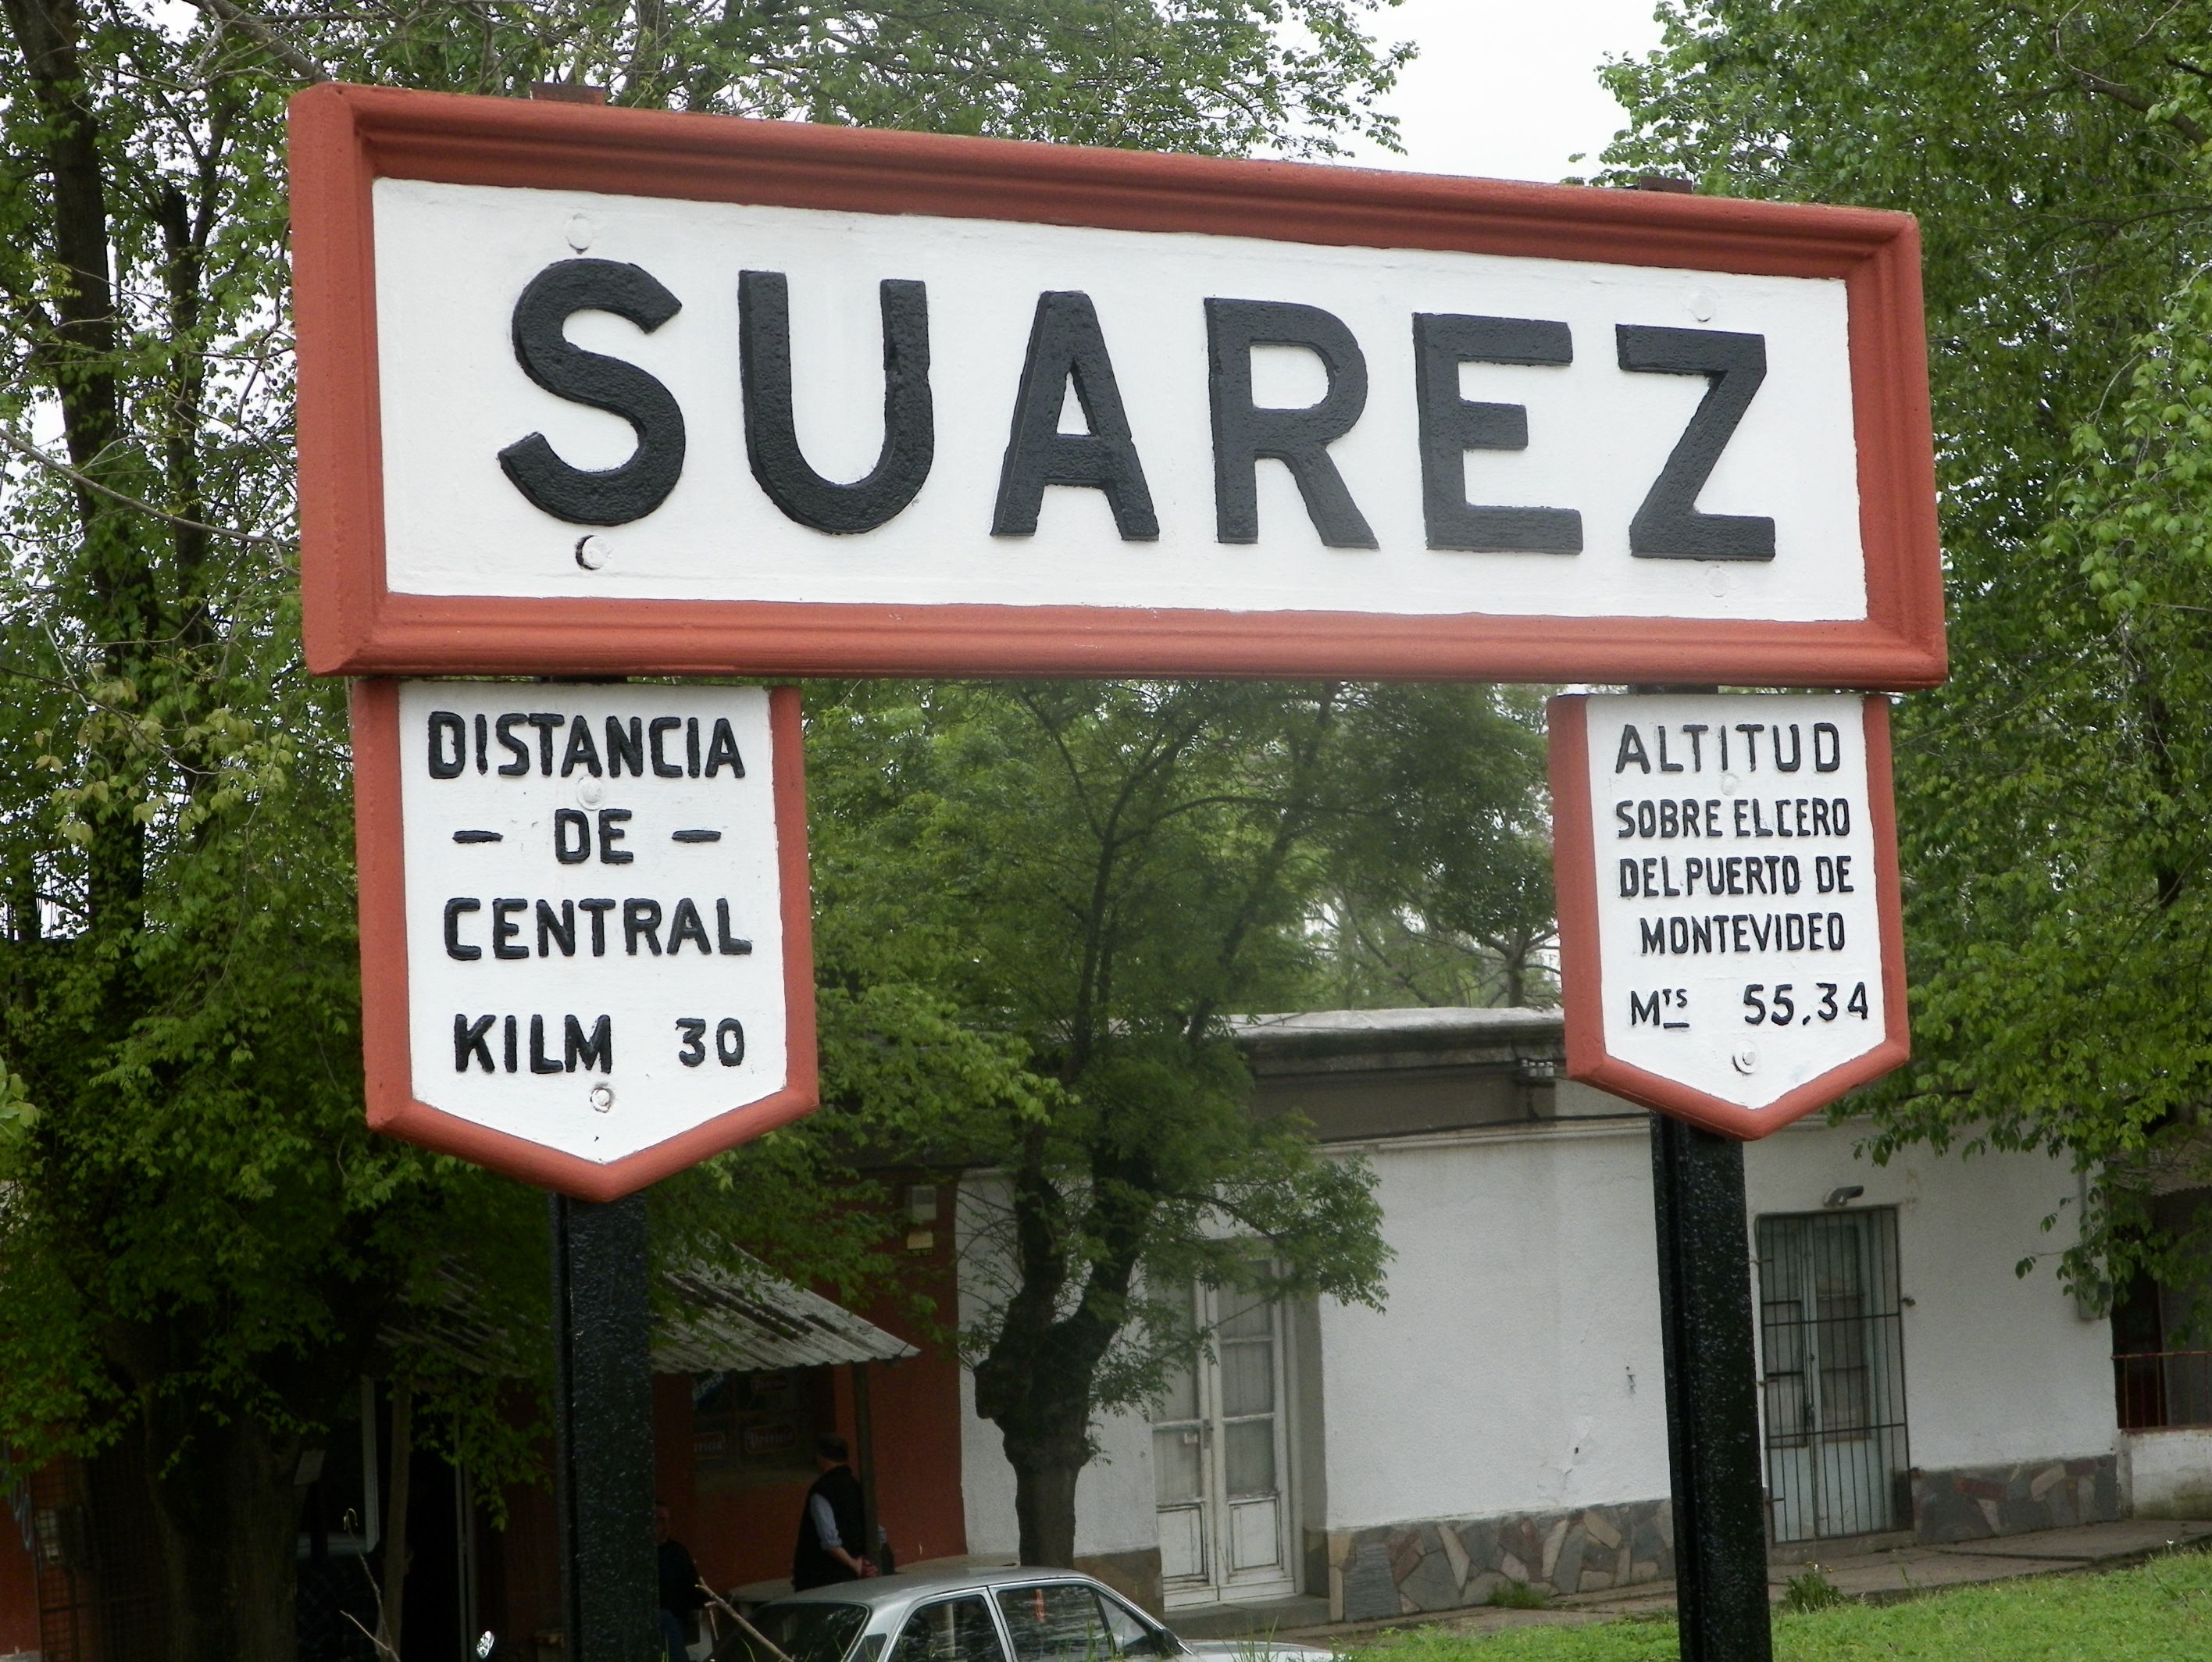 SUAREZ
DISTANCIA
- DE -
CENTRAL
KILM 30
ALTITUD
SOBRE EL CERO
DEL PUERTO DE
MONTEVIDEO
Mts 55,34